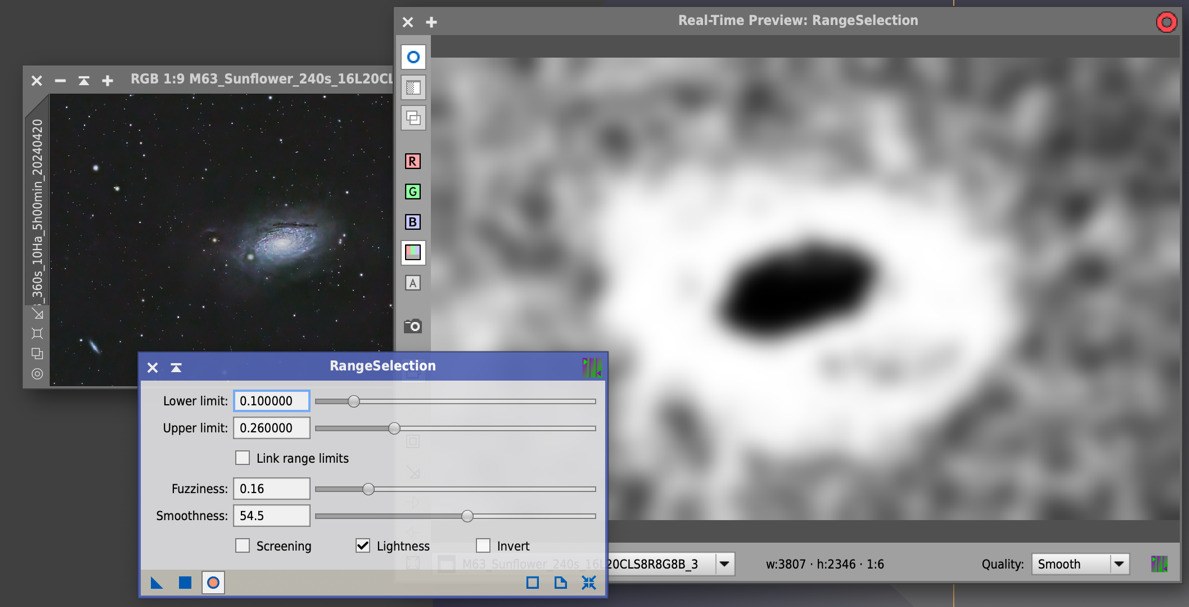 Real-Time Preview: RangeSelection
RGB 1:9 M63_Sunflower_240s_16L20CL
_360s_10Ha_5h00min_20240420
R
G
B
A
RangeSelection
Lower limit: 0.100000
Upper limit: 0.260000
Link range limits
Fuzziness: 0.16
Smoothness: 54.5
Screening Lightness Invert
M63_Sunflower_240s_16L20CLS8R8G8B_3
w:3807 · h:2346 · 1:6
Quality: Smooth